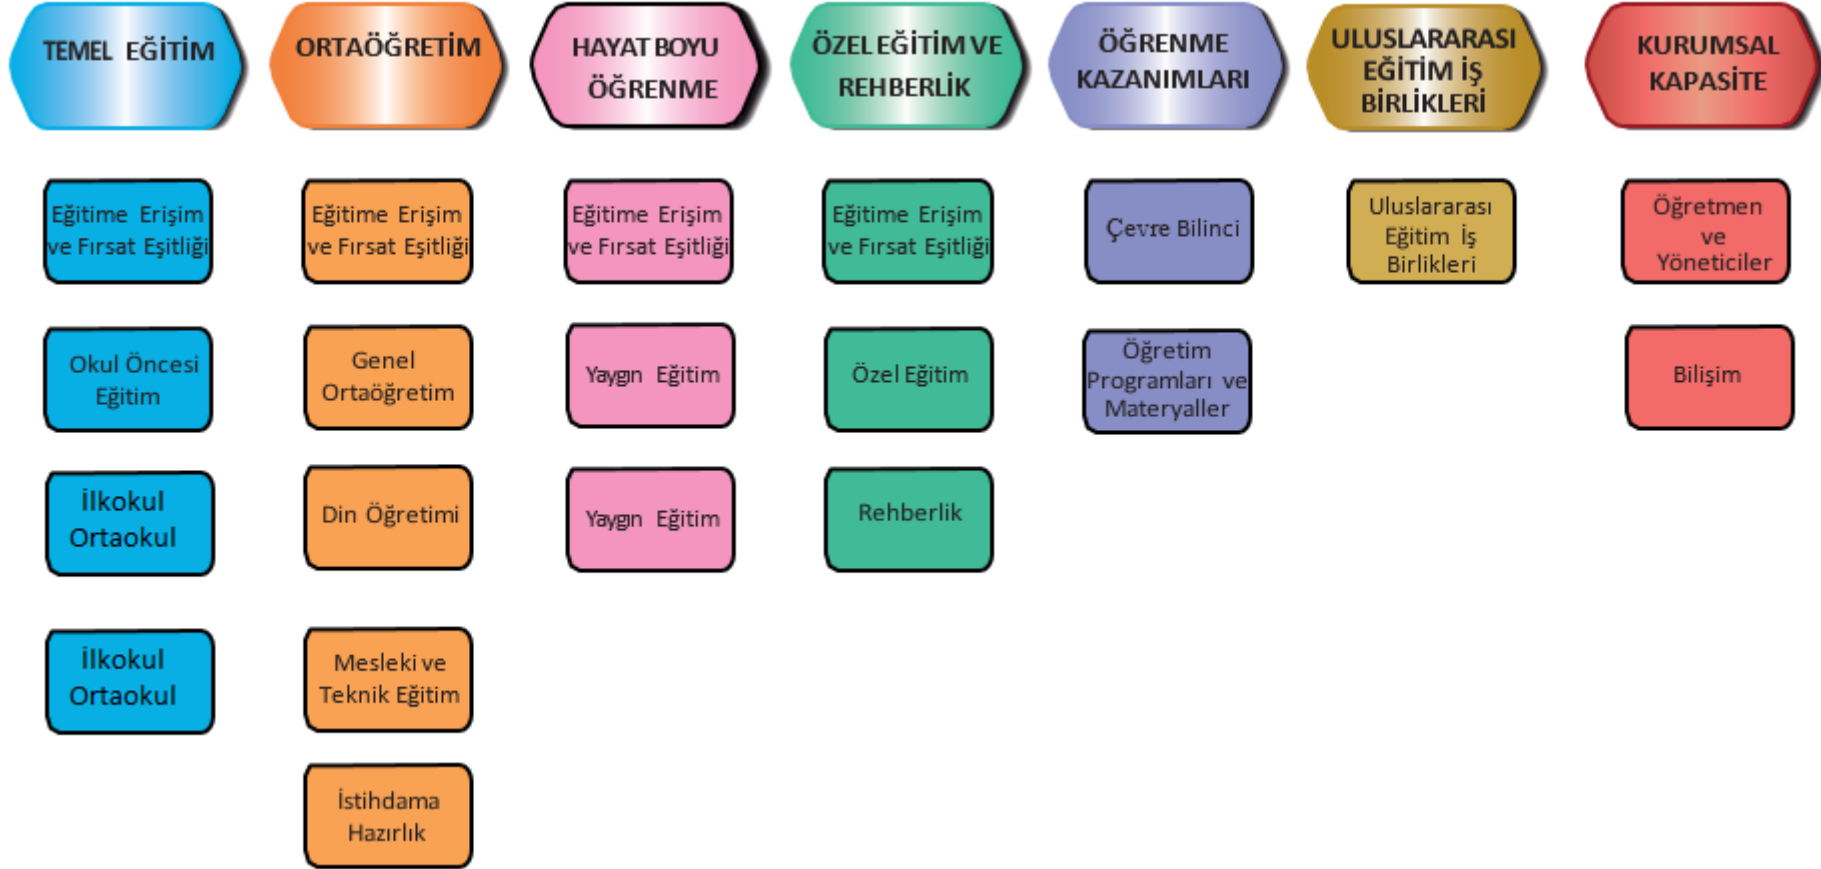 TEMEL EĞİTİM
ORTAÖĞRETİM
HAYAT BOYU
ÖĞRENME
ÖZEL EĞİTİM VE
REHBERLİK
ÖĞRENME
KAZANIMLARI
ULUSLARARASI
EĞİTİM İŞ
BİRLİKLERİ
KURUMSAL
KAPASİTE
Eğitime Erişim
ve Fırsat Eşitliği
Eğitime Erişim
ve Fırsat Eşitliği
Eğitime Erişim
ve Fırsat Eşitliği
Eğitime Erişim
ve Fırsat Eşitliği
Çevre Bilinci
Uluslararası
Eğitim İş
Birlikleri
Öğretmen
ve
Yöneticiler
Okul Öncesi
Eğitim
Genel
Ortaöğretim
Yaygın Eğitim
Özel Eğitim
Öğretim
Programları ve
Materyaller
Bilişim
İlkokul
Ortaokul
Din Öğretimi
Yaygın Eğitim
Rehberlik
İlkokul
Ortaokul
Mesleki ve
Teknik Eğitim
İstihdama
Hazırlık